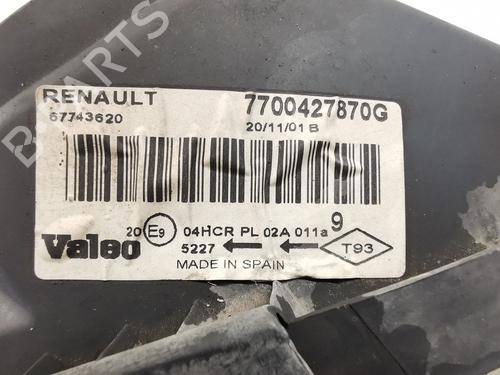 RENAULT 7700427870G
67743620 20/11/01 B
9
20 E9 04HCR PL 02A 011a
Valeo 5227 T93
MADE IN SPAIN
B-PARTS